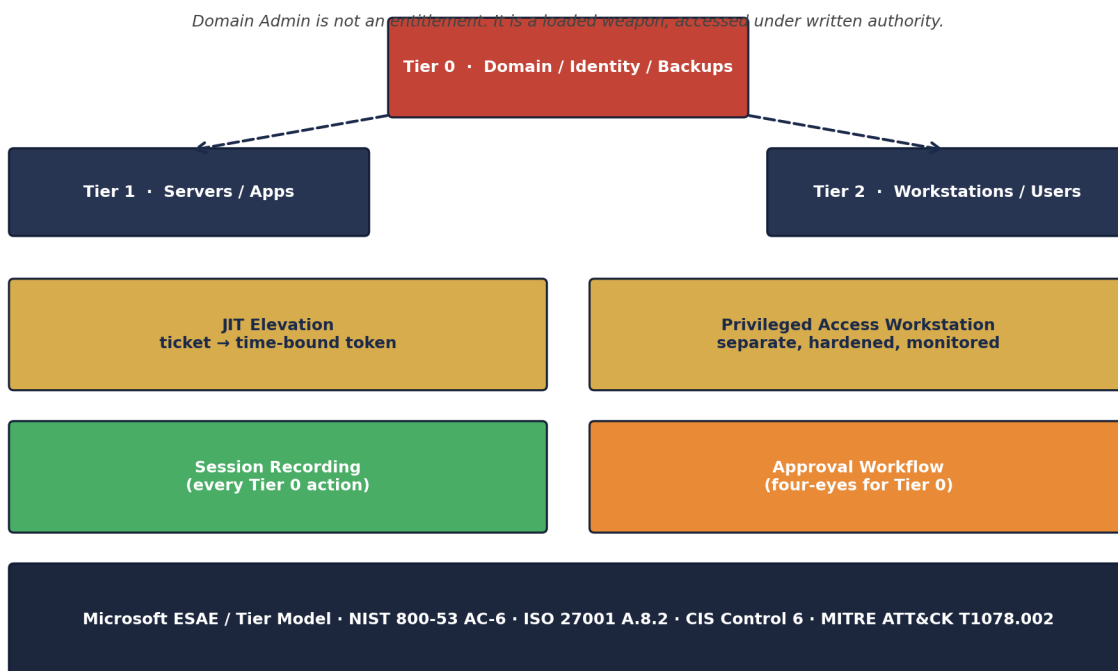 Domain Admin is not an entitlement. It is a loaded weapon, accessed under written authority.
Tier 0 · Domain / Identity / Backups
Tier 1 · Servers / Apps
Tier 2 · Workstations / Users
JIT Elevation
ticket → time-bound token
Privileged Access Workstation
separate, hardened, monitored
Session Recording
(every Tier 0 action)
Approval Workflow
(four-eyes for Tier 0)
Microsoft ESAE / Tier Model · NIST 800-53 AC-6 · ISO 27001 A.8.2 · CIS Control 6 · MITRE ATT&CK T1078.002